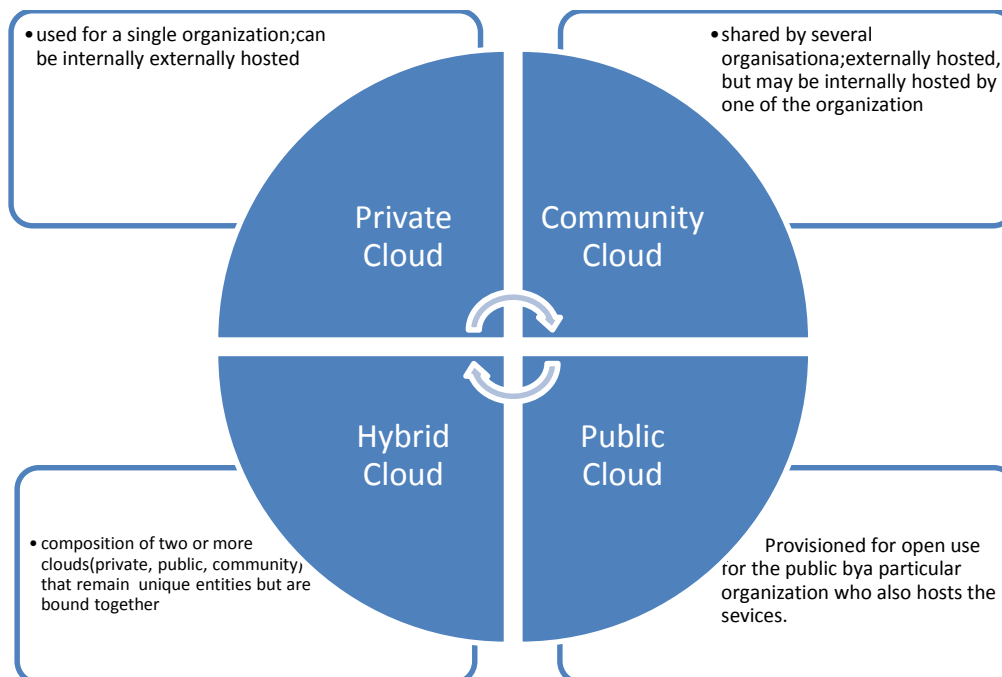 •used for a single organization;can
be internally externally hosted
•shared by several
organisationa;externally hosted,
but may be internally hosted by
one of the organization
Private
Cloud
Community
Cloud
Hybrid
Cloud
Public
Cloud
• composition of two or more
clouds(private, public, community)
that remain unique entities but are
bound together
Provisioned for open use
for the public bya particular
organization who also hosts the
sevices.